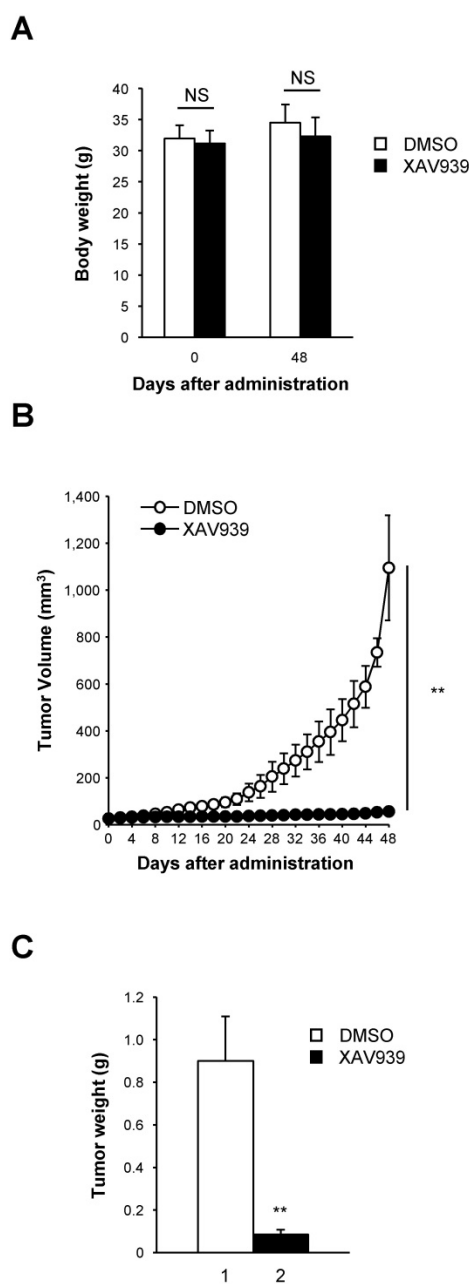 A
NS
NS
40
35
30
25
20
15
10
5
0
Body weight (g)
DMSO
XAV939
0
48
Days after administration
B
1,400
1,200
1,000
800
600
400
200
0
Tumor Volume (mm³)
DMSO
XAV939
**
0 4 8 12 16 20 24 28 32 36 40 44 48
Days after administration
C
1.2
1.0
0.8
0.6
0.4
0.2
0
Tumor weight (g)
DMSO
XAV939
**
1 2